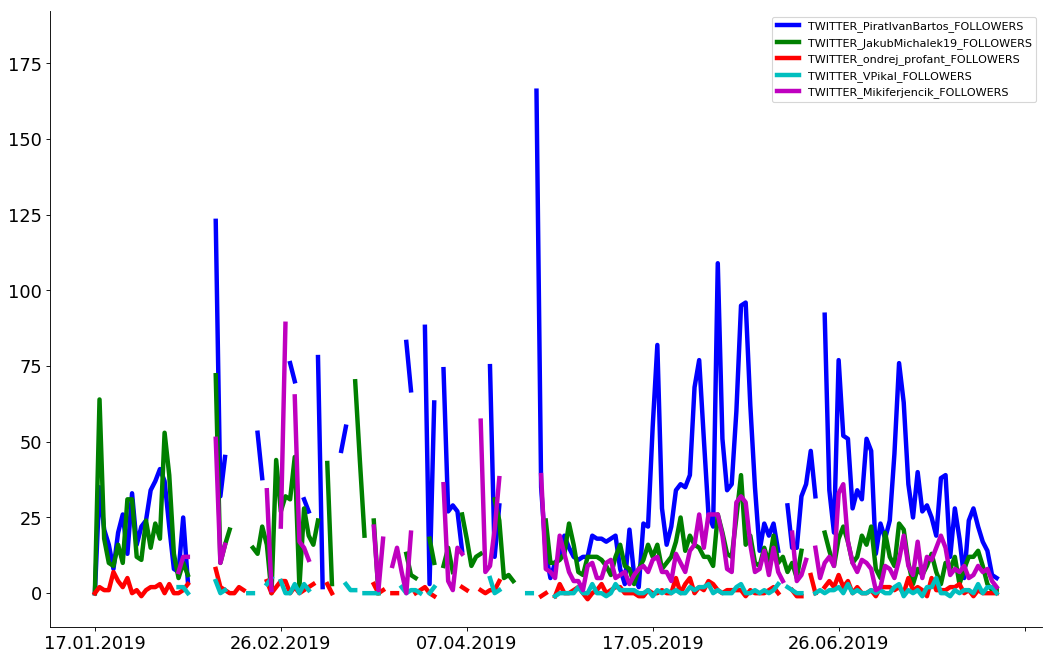 TWITTER_PiratIvanBartos_FOLLOWERS
TWITTER_JakubMichalek19_FOLLOWERS
TWITTER_ondrej_profant_FOLLOWERS
TWITTER_VPikal_FOLLOWERS
TWITTER_Mikiferjencik_FOLLOWERS
175
150
125
100
75
50
25
0
17.01.2019 26.02.2019 07.04.2019 17.05.2019 26.06.2019